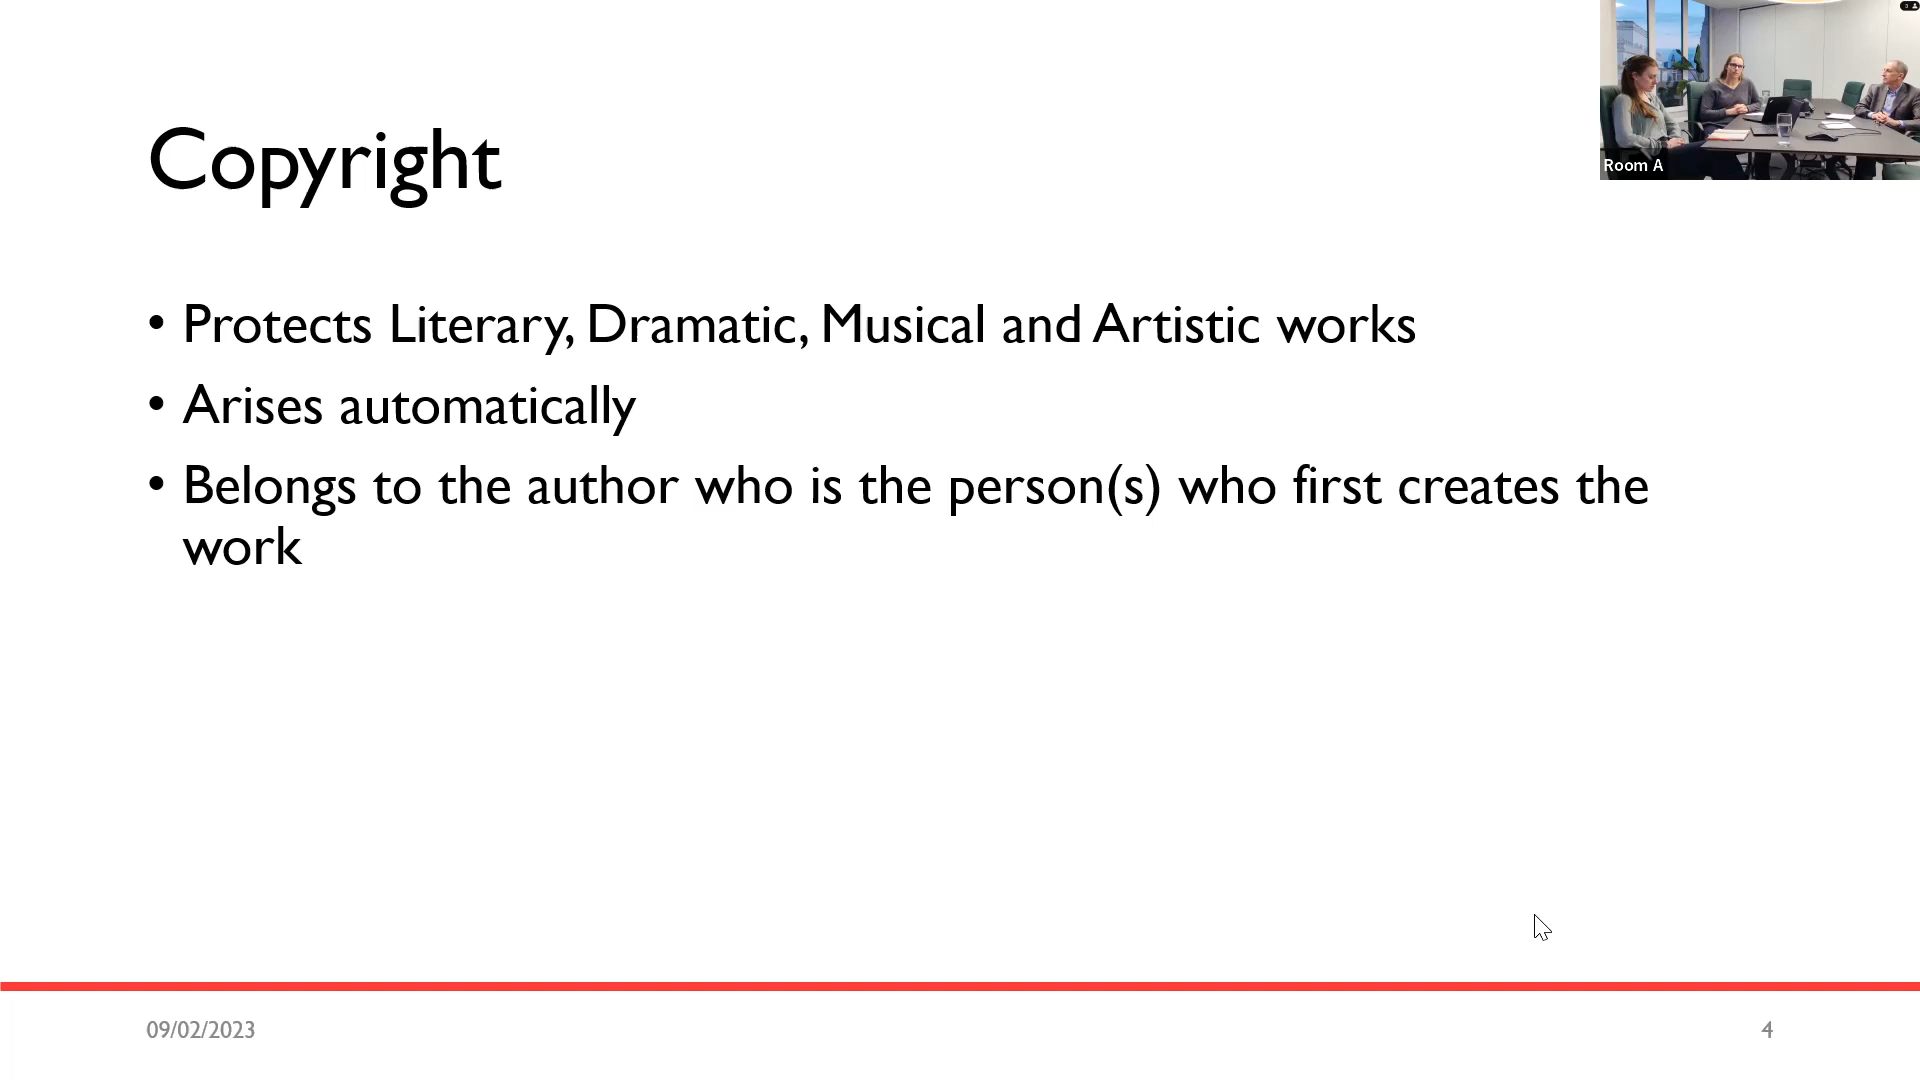 Copyright
• Protects Literary, Dramatic, Musical and Artistic works
• Arises automatically
• Belongs to the author who is the person(s) who first creates the
work
Room A
09/02/2023
4